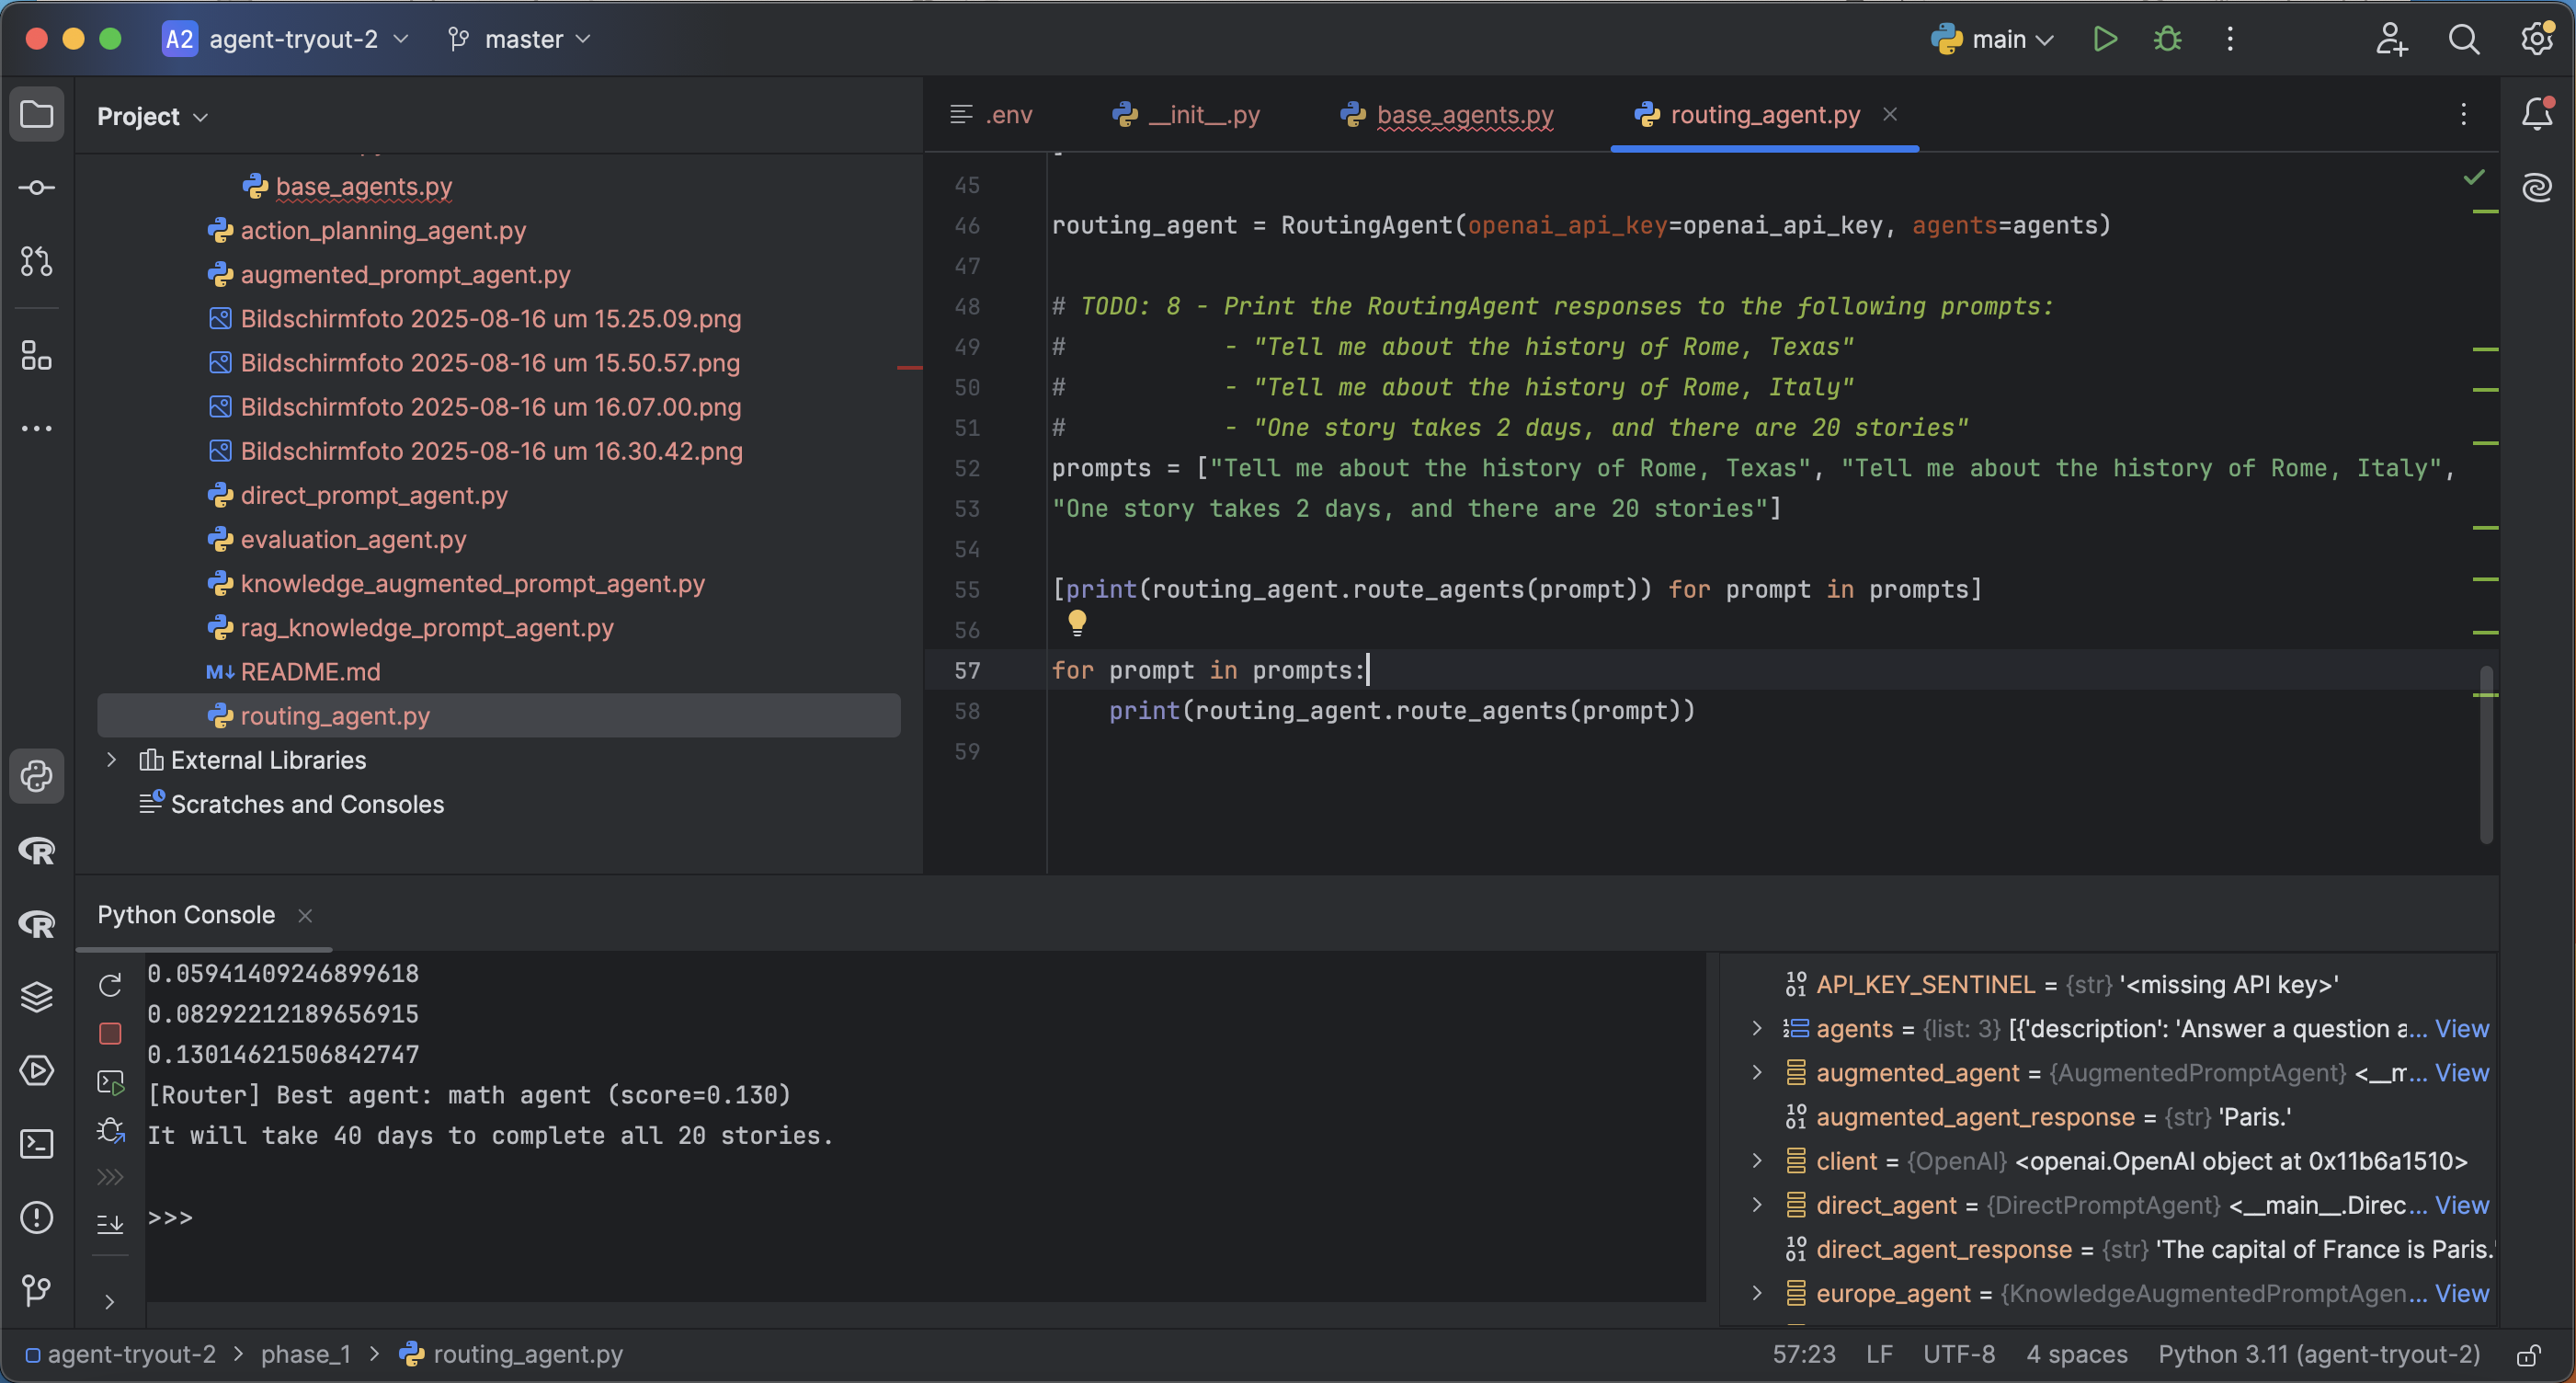 A2 agent-tryout-2 master main
Project
.env __init__.py base_agents.py routing_agent.py
base_agents.py
action_planning_agent.py
augmented_prompt_agent.py
Bildschirmfoto 2025-08-16 um 15.25.09.png
Bildschirmfoto 2025-08-16 um 15.50.57.png
Bildschirmfoto 2025-08-16 um 16.07.00.png
Bildschirmfoto 2025-08-16 um 16.30.42.png
direct_prompt_agent.py
evaluation_agent.py
knowledge_augmented_prompt_agent.py
rag_knowledge_prompt_agent.py
README.md
routing_agent.py
External Libraries
Scratches and Consoles
45
46 routing_agent = RoutingAgent(openai_api_key=openai_api_key, agents=agents)
47
48 # TODO: 8 - Print the RoutingAgent responses to the following prompts:
49 #           - "Tell me about the history of Rome, Texas"
50 #           - "Tell me about the history of Rome, Italy"
51 #           - "One story takes 2 days, and there are 20 stories"
52 prompts = ["Tell me about the history of Rome, Texas", "Tell me about the history of Rome, Italy",
53 "One story takes 2 days, and there are 20 stories"]
54
55 [print(routing_agent.route_agents(prompt)) for prompt in prompts]
56
57 for prompt in prompts:
58     print(routing_agent.route_agents(prompt))
59
Python Console
0.05941409246899618
0.08292212189656915
0.13014621506842747
[Router] Best agent: math agent (score=0.130)
It will take 40 days to complete all 20 stories.
>>>
API_KEY_SENTINEL = {str} '<missing API key>'
agents = {list: 3} [{'description': 'Answer a question a... View
augmented_agent = {AugmentedPromptAgent} <__m... View
augmented_agent_response = {str} 'Paris.'
client = {OpenAI} <openai.OpenAI object at 0x11b6a1510>
direct_agent = {DirectPromptAgent} <__main__.Direc... View
direct_agent_response = {str} 'The capital of France is Paris.'
europe_agent = {KnowledgeAugmentedPromptAgen... View
agent-tryout-2 > phase_1 > routing_agent.py
57:23 LF UTF-8 4 spaces Python 3.11 (agent-tryout-2)